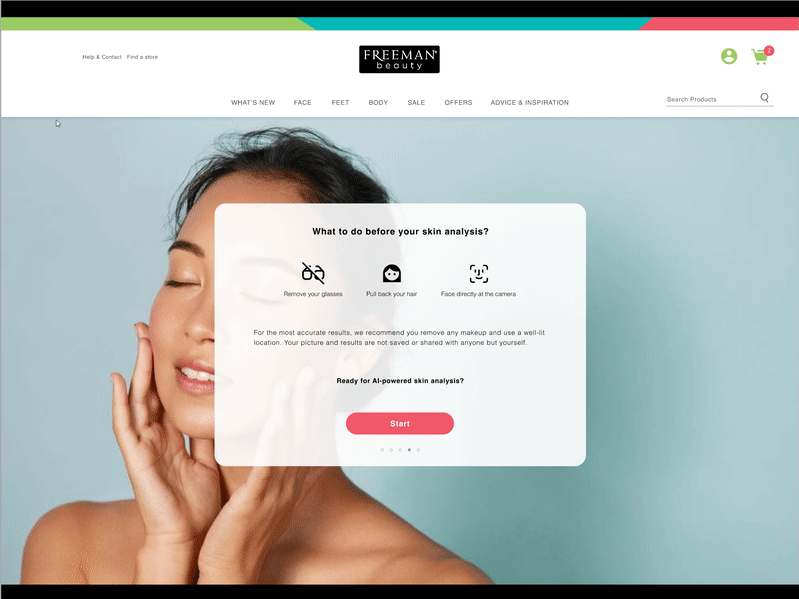 Help & Contact Find a store
FREEMAN
beauty
2
WHAT'S NEW FACE FEET BODY SALE OFFERS ADVICE & INSPIRATION
Search Products
What to do before your skin analysis?
Remove your glasses Pull back your hair Face directly at the camera
For the most accurate results, we recommend you remove any makeup and use a well-lit
location. Your picture and results are not saved or shared with anyone but yourself.
Ready for AI-powered skin analysis?
Start